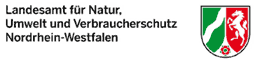 Landesamt für Natur,
Umwelt und Verbraucherschutz
Nordrhein-Westfalen